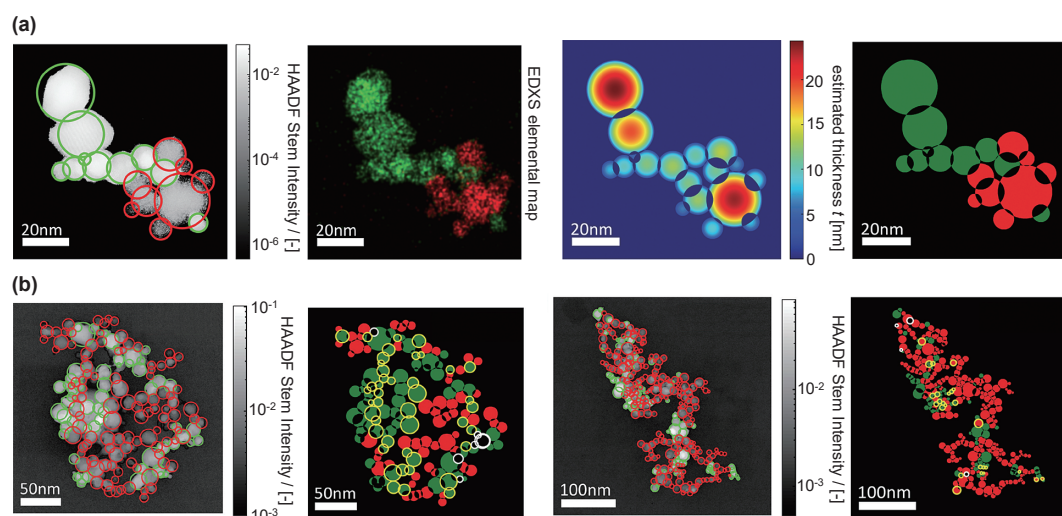 (a)
20nm
10⁻²
10⁻⁴
10⁻⁶
HAADF Stem Intensity / [-]
20nm
EDXS elemental map
20nm
20
15
10
5
0
estimated thickness t [nm]
20nm
(b)
50nm
10⁻¹
10⁻²
10⁻³
HAADF Stem Intensity / [-]
50nm
100nm
10⁻²
10⁻³
HAADF Stem Intensity / [-]
100nm